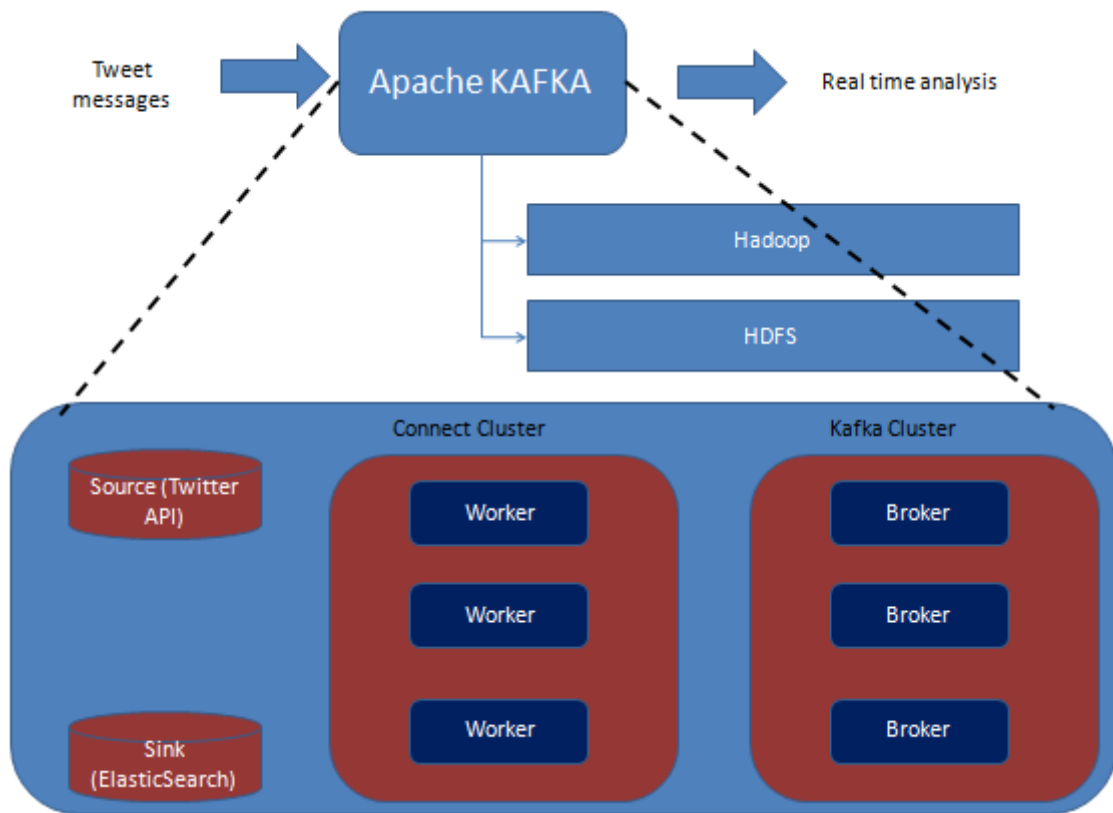 Tweet
messages
Apache KAFKA
Real time analysis
Hadoop
HDFS
Connect Cluster
Kafka Cluster
Source (Twitter
API)
Worker
Broker
Worker
Broker
Sink
(ElasticSearch)
Worker
Broker